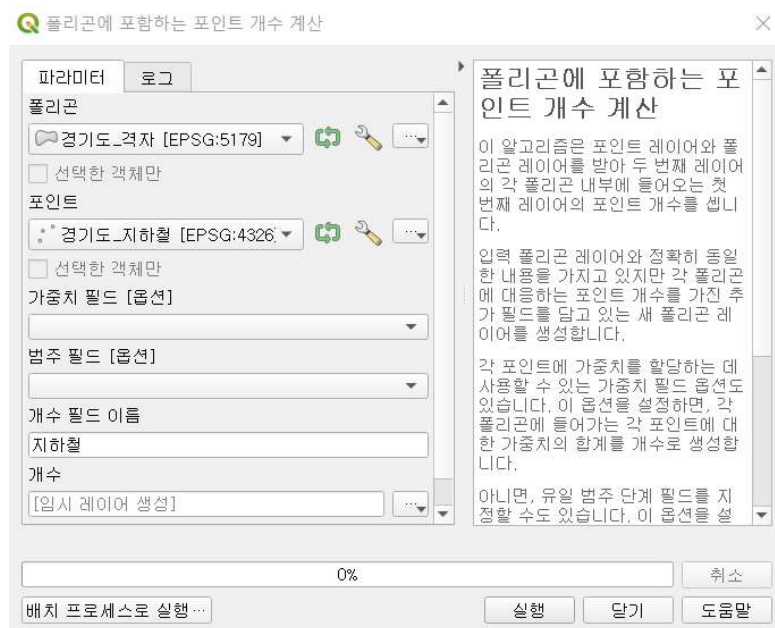 폴리곤에 포함하는 포인트 개수 계산
파라미터 로그
폴리곤
경기도_격자 [EPSG:5179]
선택한 객체만
포인트
경기도_지하철 [EPSG:4326]
선택한 객체만
가중치 필드 [옵션]
범주 필드 [옵션]
개수 필드 이름
지하철
개수
[임시 레이어 생성]
폴리곤에 포함하는 포
인트 개수 계산
이 알고리즘은 포인트 레이어와 폴
리곤 레이어를 받아 두 번째 레이어
의 각 폴리곤 내부에 들어오는 첫
번째 레이어의 포인트 개수를 셉니
다.
입력 폴리곤 레이어와 정확히 동일
한 내용을 가지고 있지만 각 폴리곤
에 대응하는 포인트 개수를 가진 추
가 필드를 담고 있는 새 폴리곤 레
이어를 생성합니다.
각 포인트에 가중치를 할당하는 데
사용할 수 있는 가중치 필드 옵션도
있습니다. 이 옵션을 설정하면, 각
폴리곤에 들어가는 각 포인트에 대
한 가중치의 합계를 개수로 생성합
니다.
아니면, 유일 범주 단계 필드를 지
정할 수도 있습니다. 이 옵션을 설
0%
취소
배치 프로세스로 실행…
실행 닫기 도움말